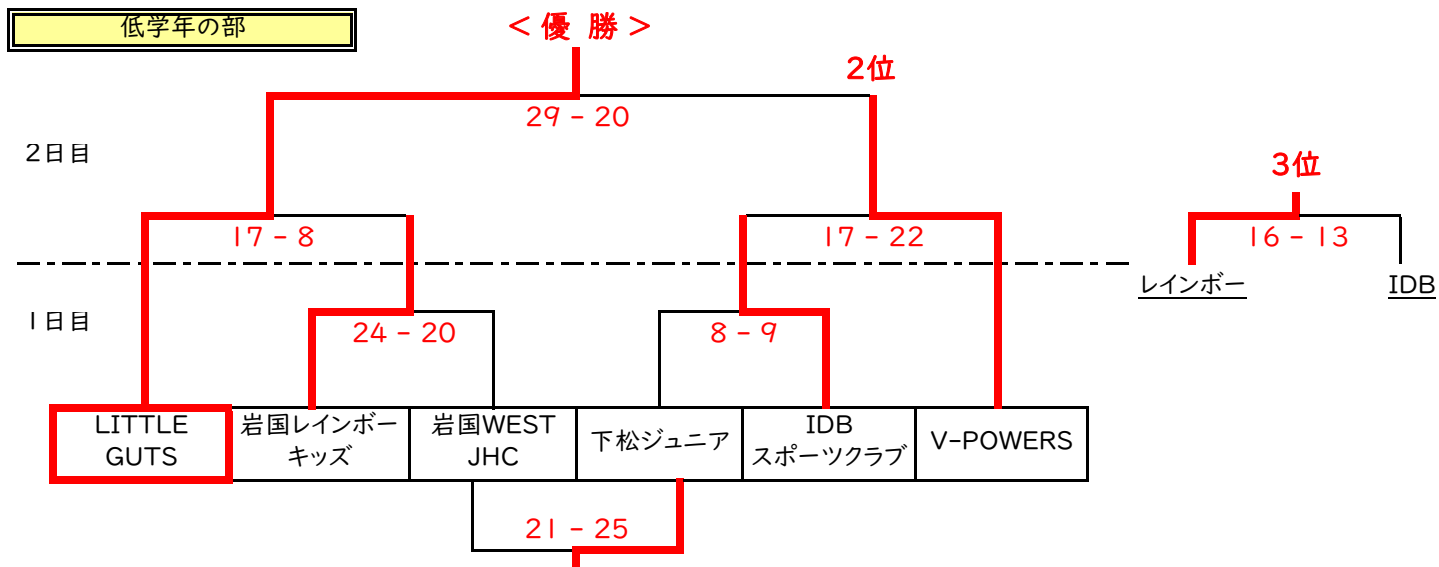 低学年の部
＜優 勝＞
2位
29 - 20
2日目
3位
17 - 8
17 - 22
16 - 13
レインボー
IDB
1日目
24 - 20
8 - 9
LITTLE
GUTS
岩国レインボー
キッズ
岩国WEST
JHC
下松ジュニア
IDB
スポーツクラブ
V-POWERS
21 - 25